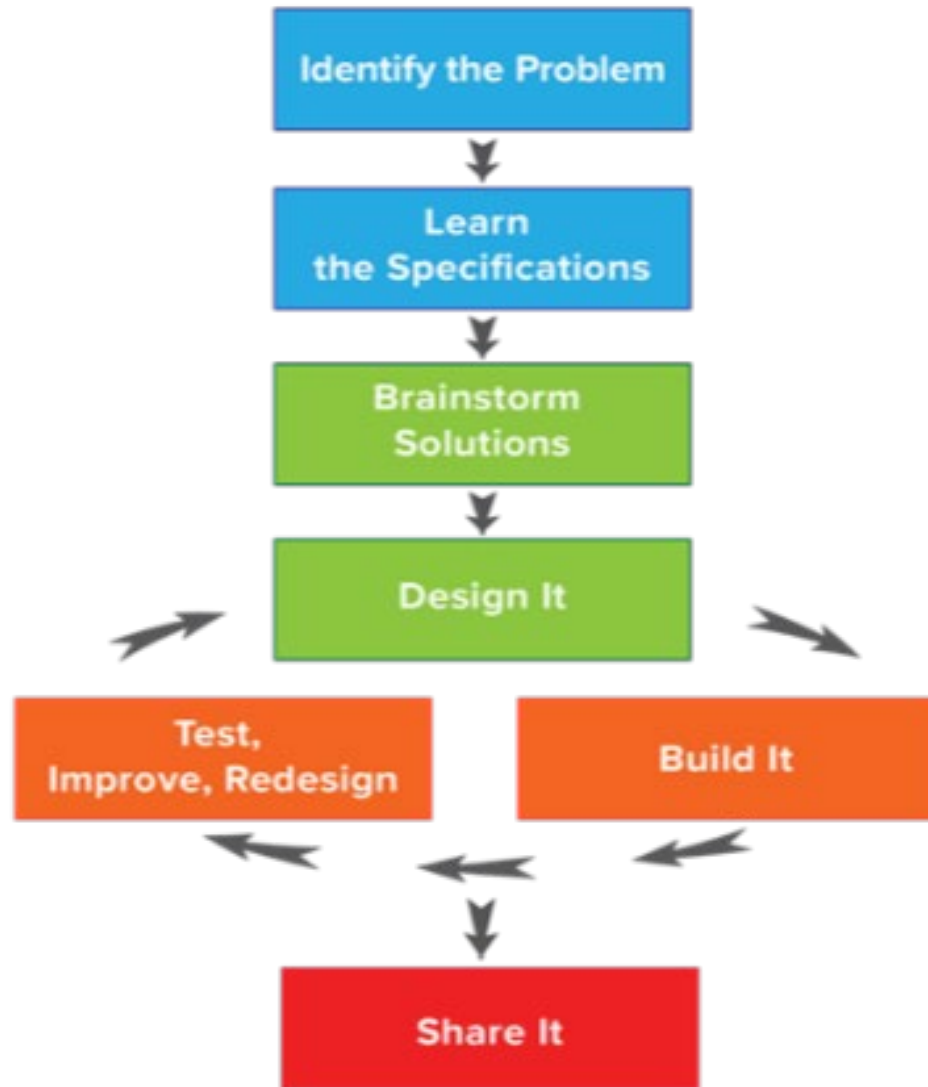 Identify the Problem
Learn
the Specifications
Brainstorm
Solutions
Design It
Test,
Improve, Redesign
Build It
Share It